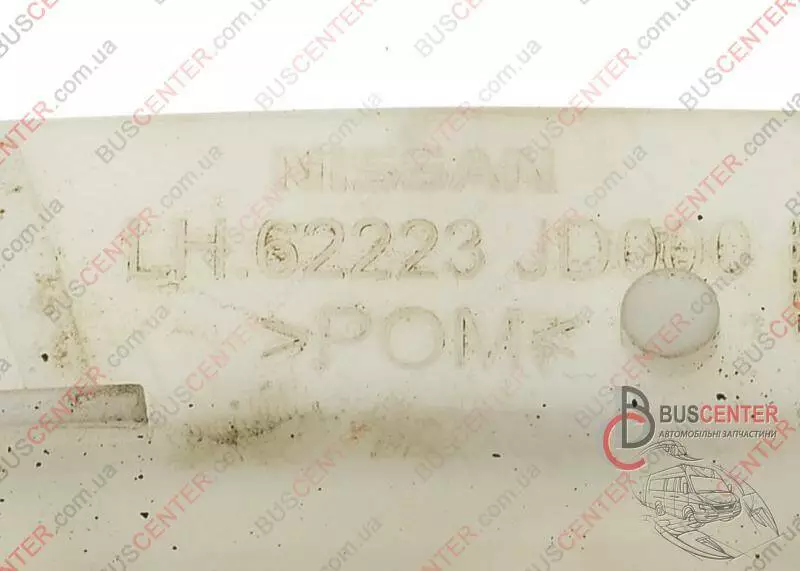 NISSAN
LH.62223 JD000
>POM<
BUSCENTER
АВТОМОБІЛЬНІ ЗАПЧАСТИНИ
BUSCENTER.com.ua